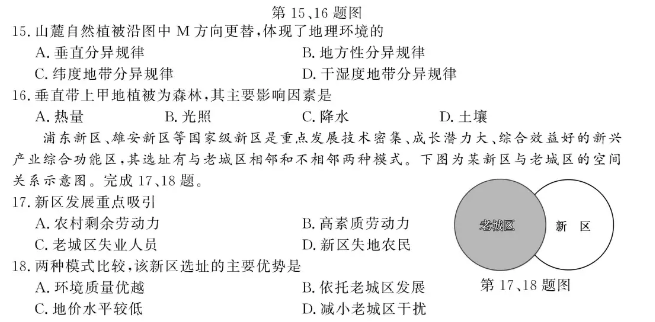 第 15、16 题图
15. 山麓自然植被沿图中 M 方向更替,体现了地理环境的
A. 垂直分异规律 B. 地方性分异规律
C. 纬度地带分异规律 D. 干湿度地带分异规律
16. 垂直带上甲地植被为森林,其主要影响因素是
A. 热量 B. 光照 C. 降水 D. 土壤
浦东新区、雄安新区等国家级新区是重点发展技术密集、成长潜力大、综合效益好的新兴
产业综合功能区,其选址有与老城区相邻和不相邻两种模式。下图为某新区与老城区的空间
关系示意图。完成 17、18 题。
17. 新区发展重点吸引
A. 农村剩余劳动力 B. 高素质劳动力
C. 老城区失业人员 D. 新区失地农民
18. 两种模式比较,该新区选址的主要优势是
A. 环境质量优越 B. 依托老城区发展
C. 地价水平较低 D. 减小老城区干扰
老城区 新 区
第 17、18 题图